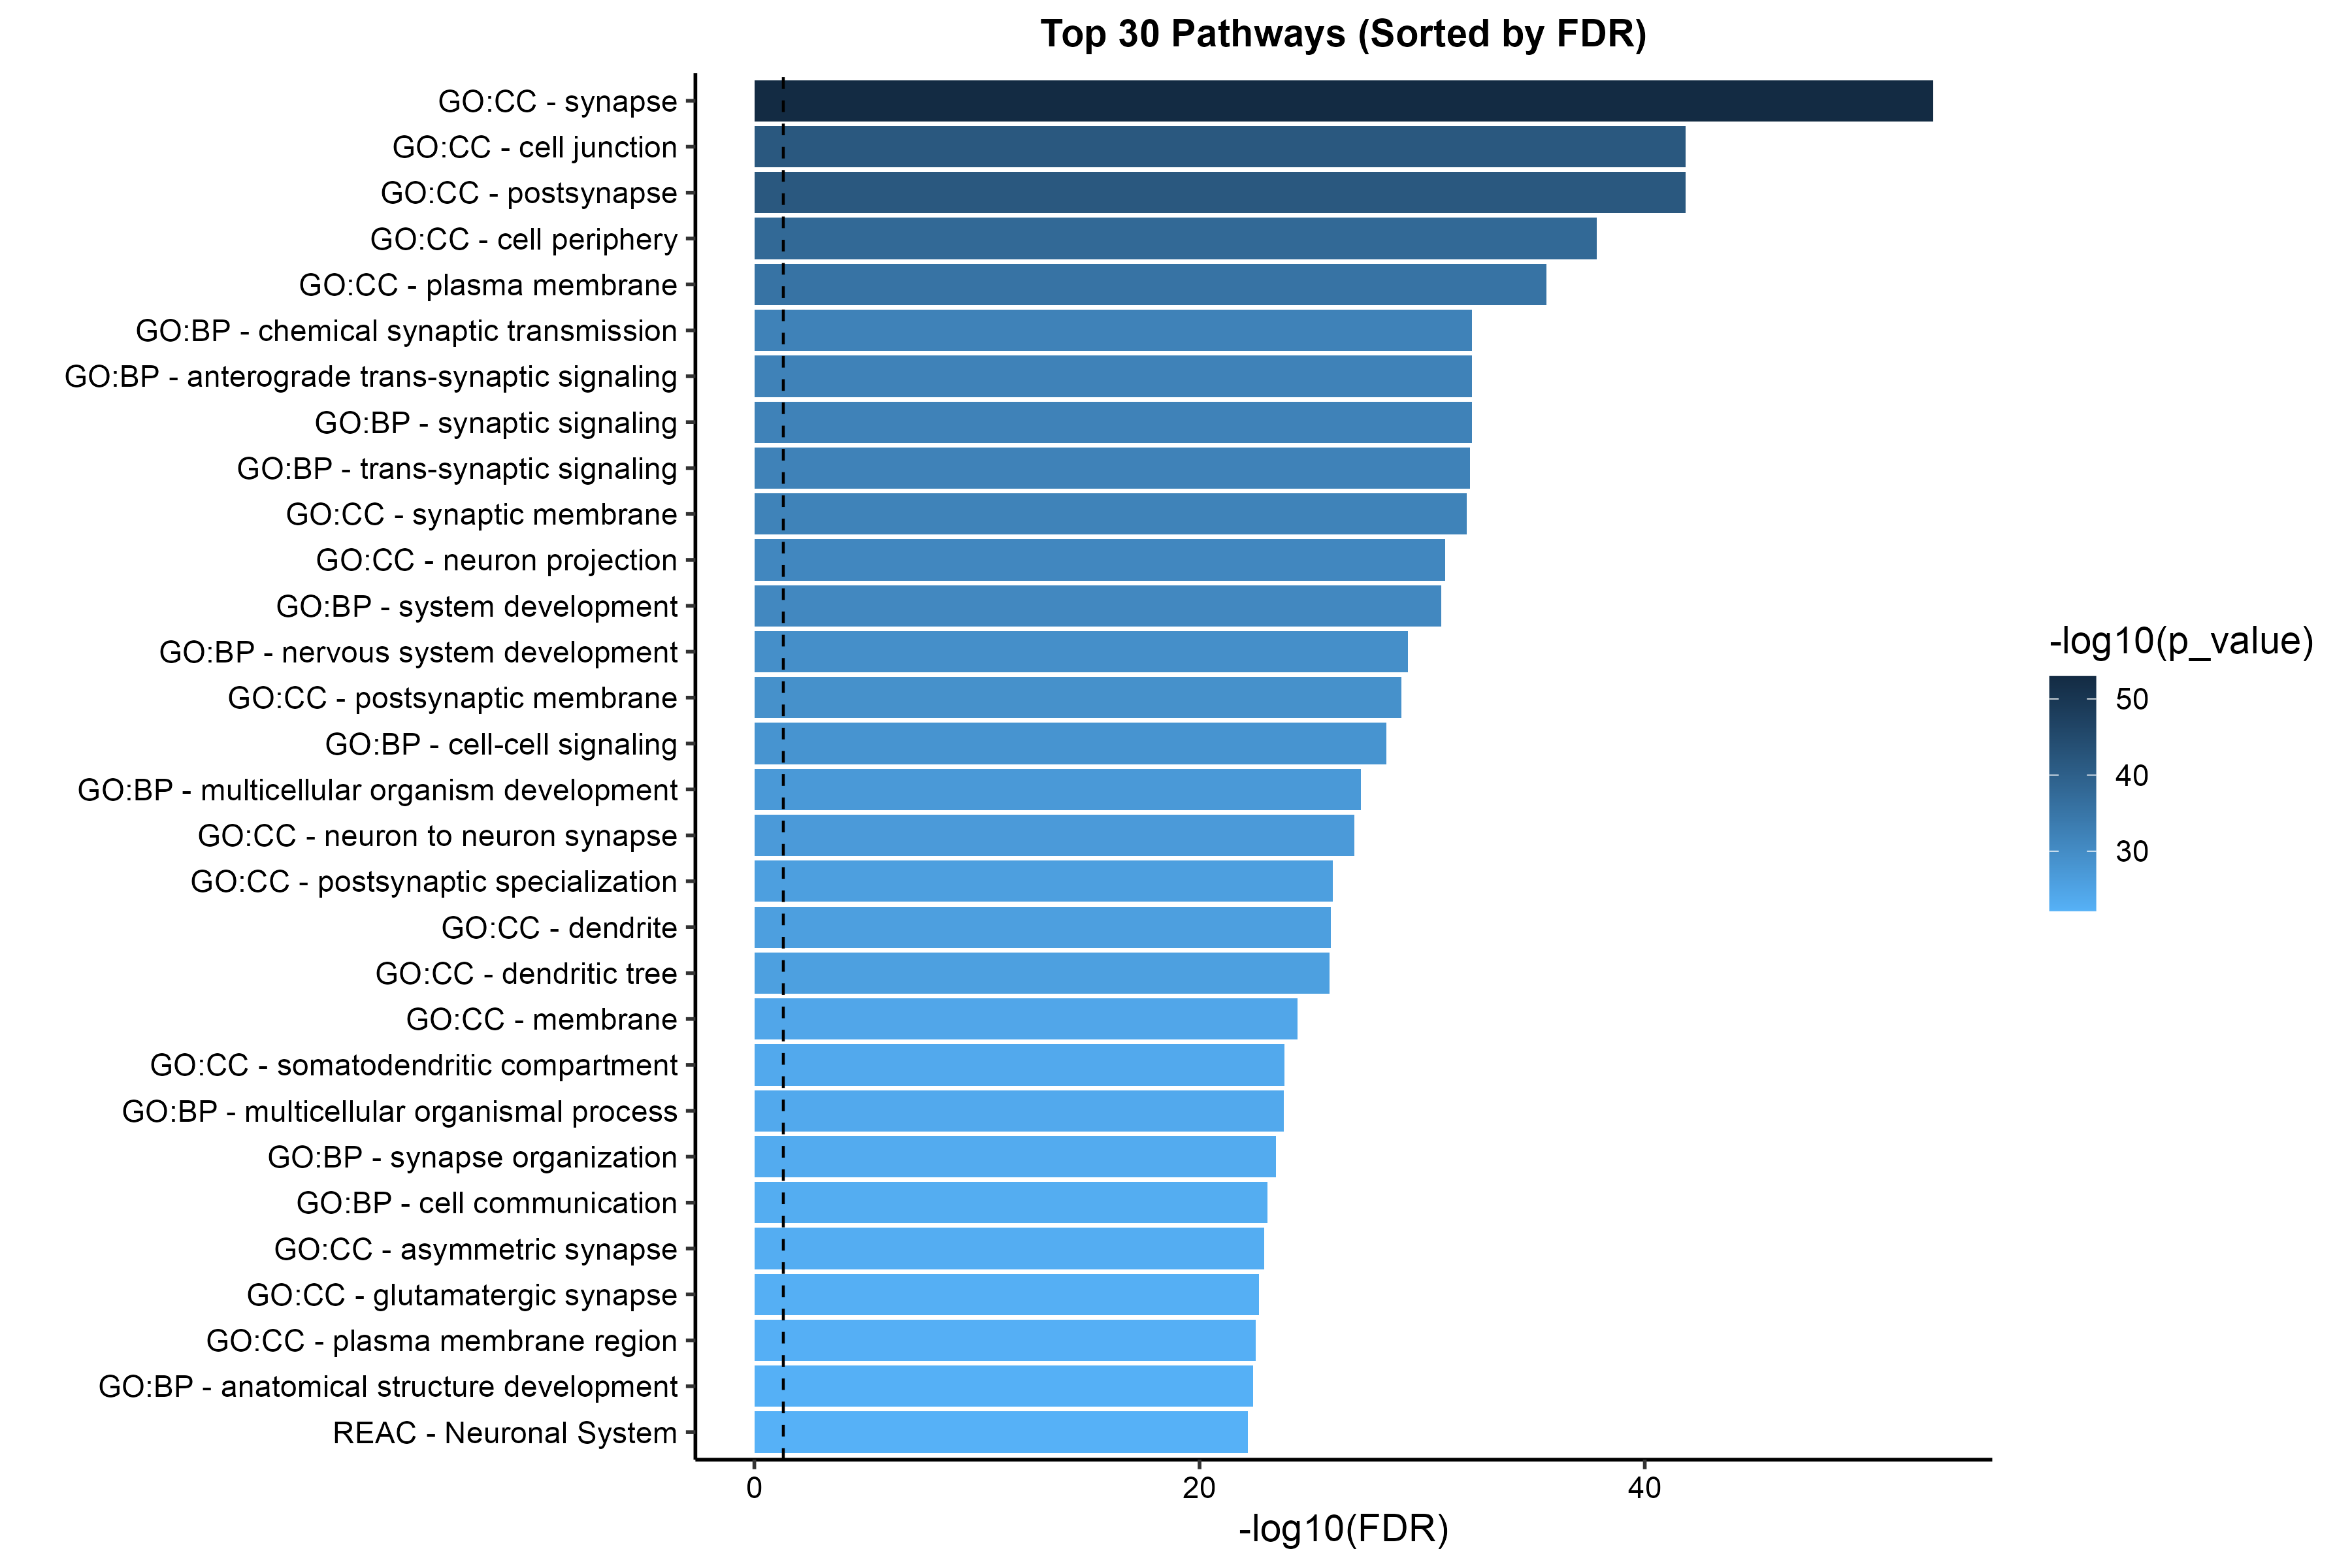 Top 30 Pathways (Sorted by FDR)
GO:CC - synapse
GO:CC - cell junction
GO:CC - postsynapse
GO:CC - cell periphery
GO:CC - plasma membrane
GO:BP - chemical synaptic transmission
GO:BP - anterograde trans-synaptic signaling
GO:BP - synaptic signaling
GO:BP - trans-synaptic signaling
GO:CC - synaptic membrane
GO:CC - neuron projection
GO:BP - system development
GO:BP - nervous system development
GO:CC - postsynaptic membrane
GO:BP - cell-cell signaling
GO:BP - multicellular organism development
GO:CC - neuron to neuron synapse
GO:CC - postsynaptic specialization
GO:CC - dendrite
GO:CC - dendritic tree
GO:CC - membrane
GO:CC - somatodendritic compartment
GO:BP - multicellular organismal process
GO:BP - synapse organization
GO:BP - cell communication
GO:CC - asymmetric synapse
GO:CC - glutamatergic synapse
GO:CC - plasma membrane region
GO:BP - anatomical structure development
REAC - Neuronal System
0 20 40
-log10(FDR)
-log10(p_value)
50
40
30